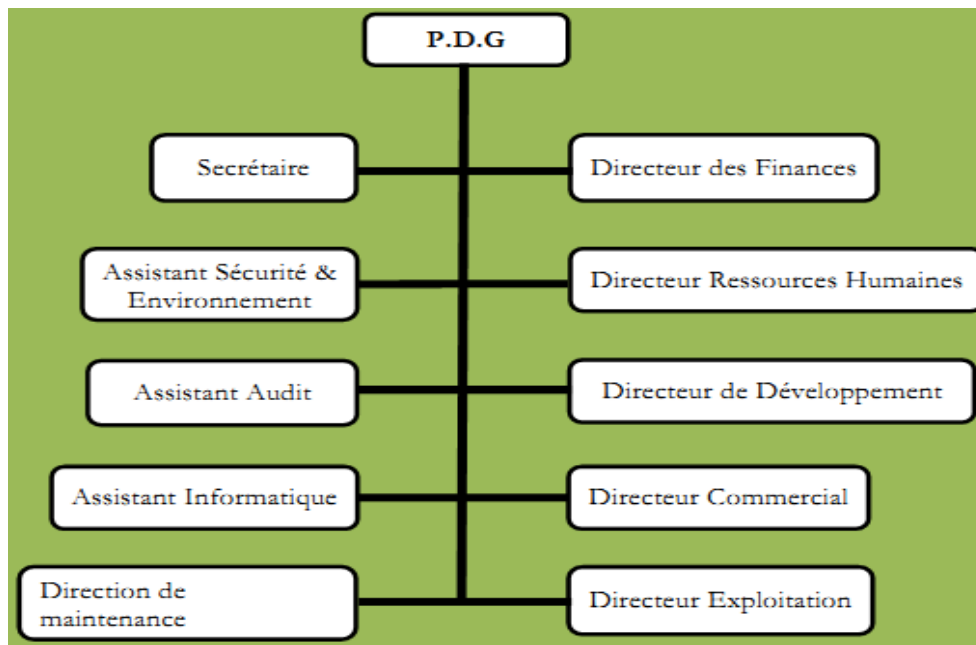 P.D.G
Secrétaire
Directeur des Finances
Assistant Sécurité &
Environnement
Directeur Ressources Humaines
Assistant Audit
Directeur de Développement
Assistant Informatique
Directeur Commercial
Direction de
maintenance
Directeur Exploitation